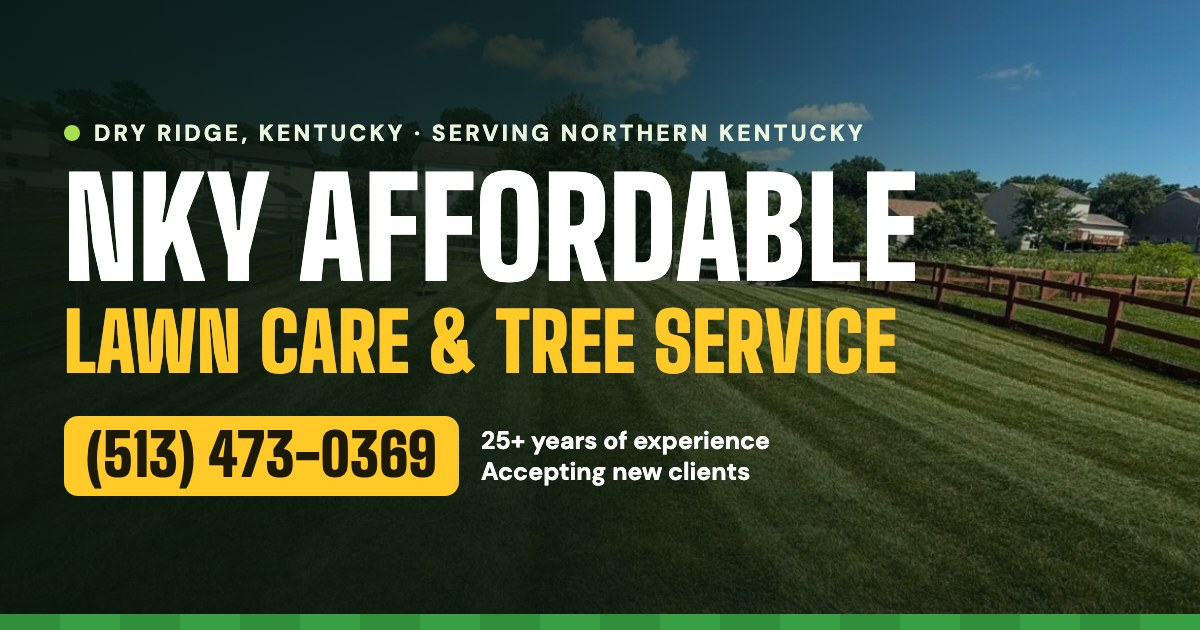 DRY RIDGE, KENTUCKY · SERVING NORTHERN KENTUCKY
NKY AFFORDABLE
LAWN CARE & TREE SERVICE
(513) 473-0369
25+ years of experience
Accepting new clients